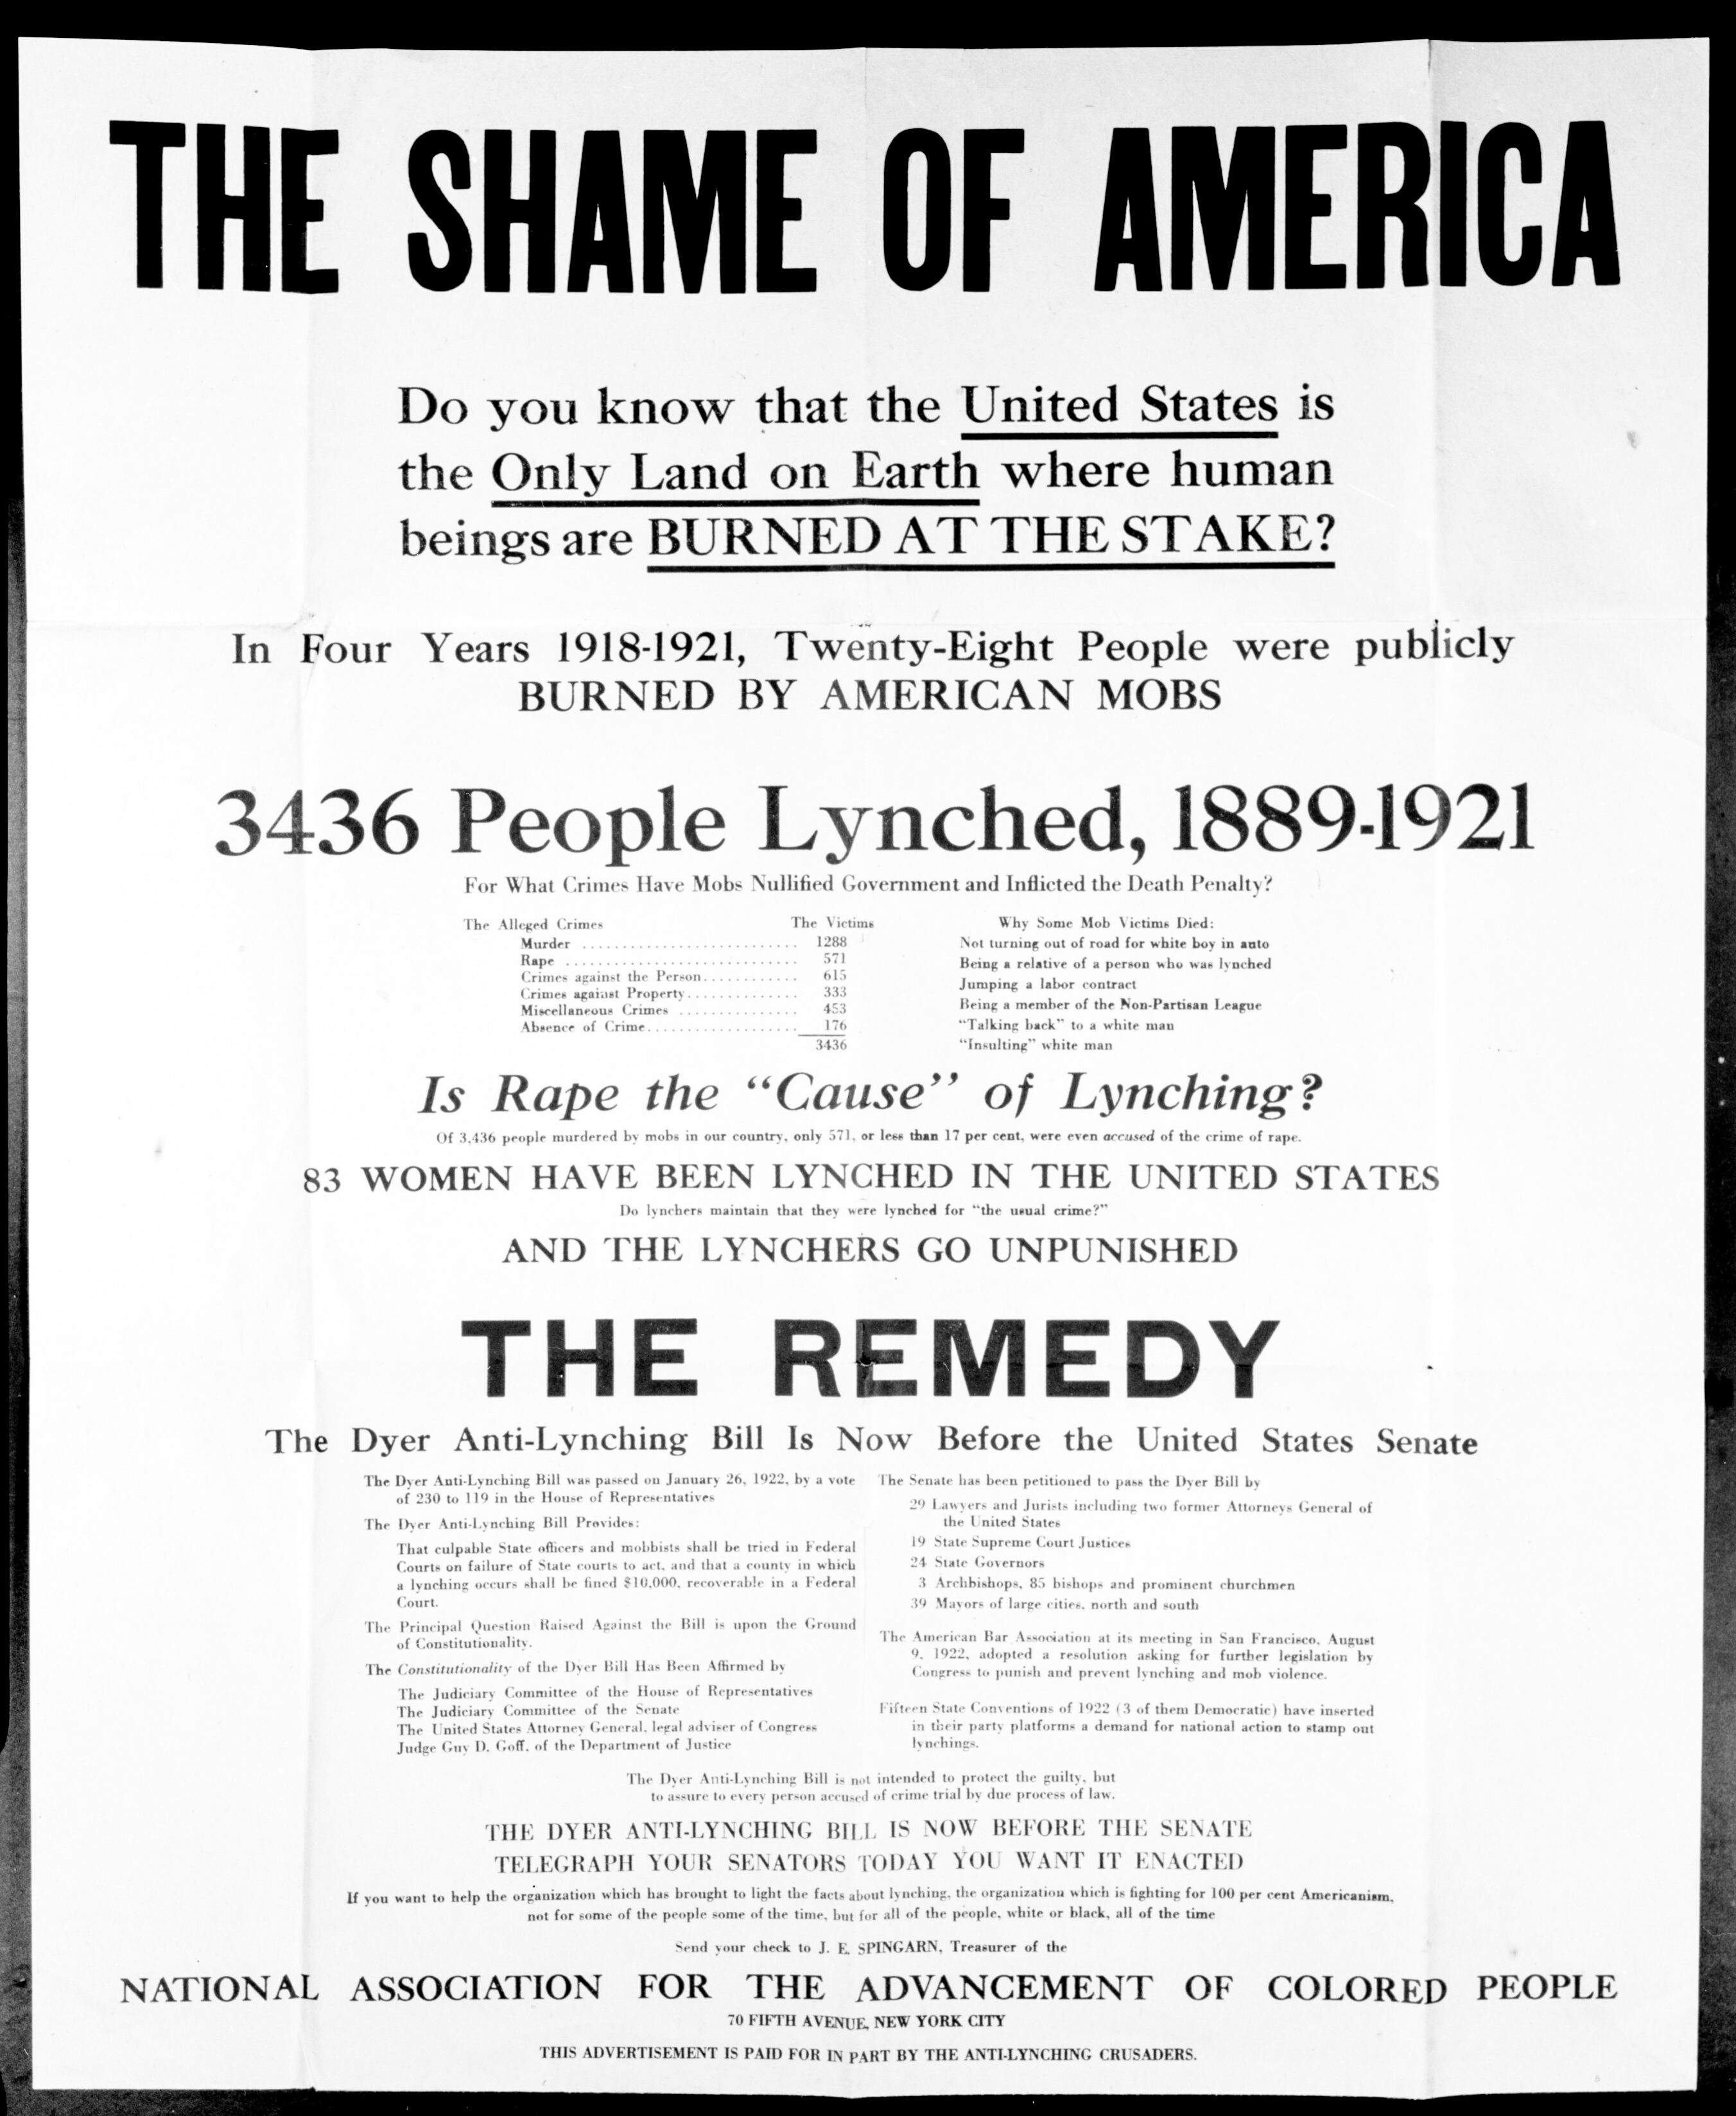 THE SHAME OF AMERICA
Do you know that the United States is
the Only Land on Earth where human
beings are BURNED AT THE STAKE?
In Four Years 1918-1921, Twenty-Eight People were publicly
BURNED BY AMERICAN MOBS
3436 People Lynched, 1889-1921
For What Crimes Have Mobs Nullified Government and Inflicted the Death Penalty?
The Alleged Crimes The Victims
Murder 1288
Rape 571
Crimes against the Person 615
Crimes against Property 333
Miscellaneous Crimes 453
Absence of Crime 176
3436
Why Some Mob Victims Died:
Not turning out of road for white boy in auto
Being a relative of a person who was lynched
Jumping a labor contract
Being a member of the Non-Partisan League
"Talking back" to a white man
"Insulting" white man
Is Rape the "Cause" of Lynching?
Of 3,436 people murdered by mobs in our country, only 571, or less than 17 per cent, were even accused of the crime of rape.
83 WOMEN HAVE BEEN LYNCHED IN THE UNITED STATES
Do lynchers maintain that they were lynched for "the usual crime?"
AND THE LYNCHERS GO UNPUNISHED
THE REMEDY
The Dyer Anti-Lynching Bill Is Now Before the United States Senate
The Dyer Anti-Lynching Bill was passed on January 26, 1922, by a vote
of 230 to 119 in the House of Representatives
The Dyer Anti-Lynching Bill Provides:
That culpable State officers and mobbists shall be tried in Federal
Courts on failure of State courts to act, and that a county in which
a lynching occurs shall be fined $10,000, recoverable in a Federal
Court.
The Principal Question Raised Against the Bill is upon the Ground
of Constitutionality.
The Constitutionality of the Dyer Bill Has Been Affirmed by
The Judiciary Committee of the House of Representatives
The Judiciary Committee of the Senate
The United States Attorney General, legal adviser of Congress
Judge Guy D. Goff, of the Department of Justice
The Senate has been petitioned to pass the Dyer Bill by
29 Lawyers and Jurists including two former Attorneys General of
the United States
19 State Supreme Court Justices
24 State Governors
3 Archbishops, 85 bishops and prominent churchmen
39 Mayors of large cities, north and south
The American Bar Association at its meeting in San Francisco, August
9, 1922, adopted a resolution asking for further legislation by
Congress to punish and prevent lynching and mob violence.
Fifteen State Conventions of 1922 (3 of them Democratic) have inserted
in their party platforms a demand for national action to stamp out
lynchings.
The Dyer Anti-Lynching Bill is not intended to protect the guilty, but
to assure to every person accused of crime trial by due process of law.
THE DYER ANTI-LYNCHING BILL IS NOW BEFORE THE SENATE
TELEGRAPH YOUR SENATORS TODAY YOU WANT IT ENACTED
If you want to help the organization which has brought to light the facts about lynching, the organization which is fighting for 100 per cent Americanism,
not for some of the people some of the time, but for all of the people, white or black, all of the time
Send your check to J. E. SPINGARN, Treasurer of the
NATIONAL ASSOCIATION FOR THE ADVANCEMENT OF COLORED PEOPLE
70 FIFTH AVENUE, NEW YORK CITY
THIS ADVERTISEMENT IS PAID FOR IN PART BY THE ANTI-LYNCHING CRUSADERS.